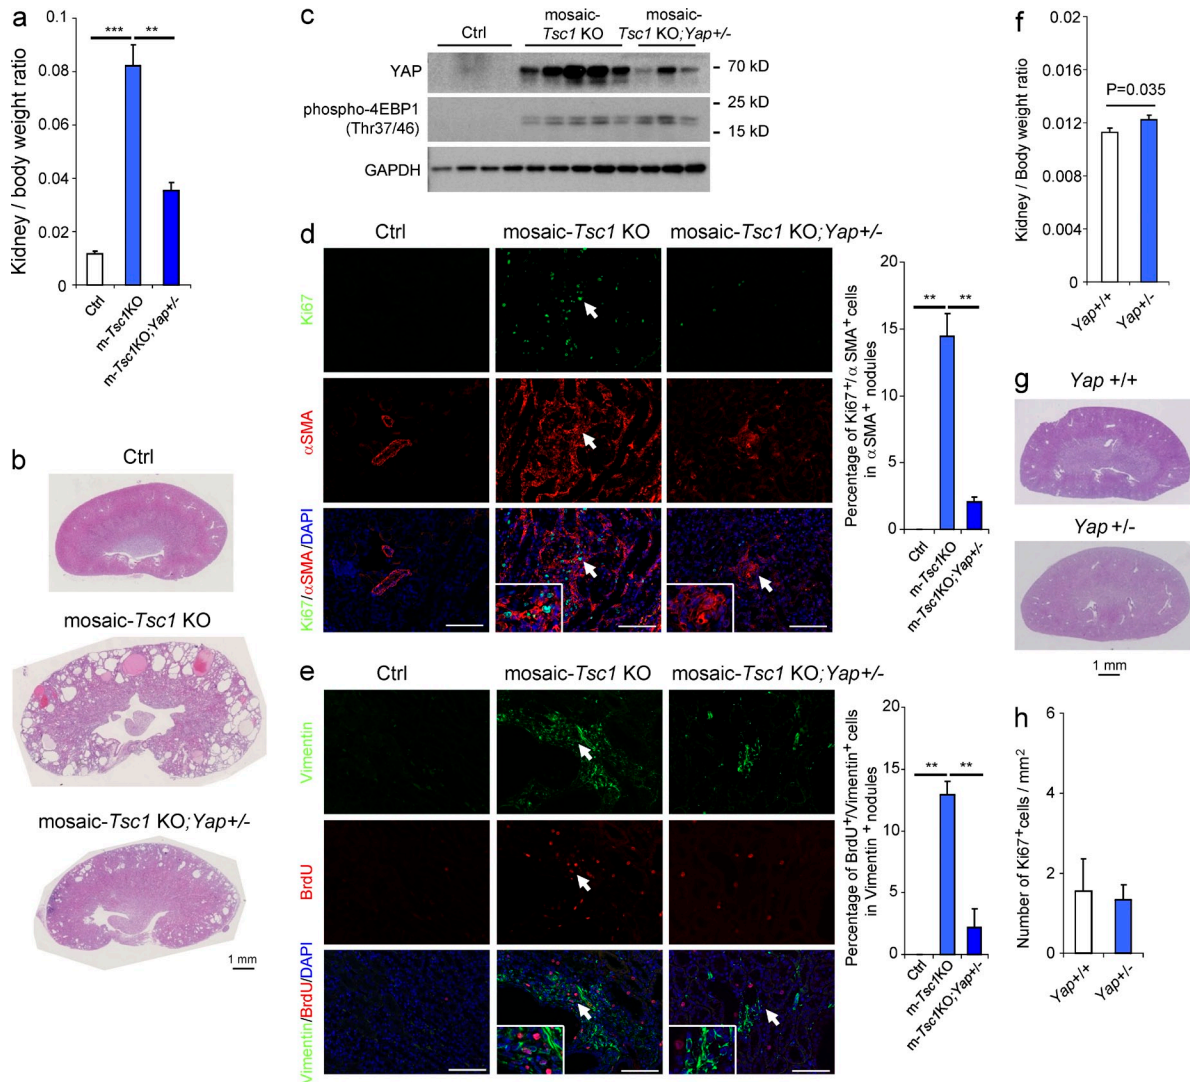 a
0.1
0.08
0.06
0.04
0.02
0
Kidney / body weight ratio
***
**
Ctrl
m-Tsc1KO
m-Tsc1KO;Yap+/-
b
Ctrl
mosaic-Tsc1 KO
mosaic-Tsc1 KO;Yap+/-
1 mm
c
Ctrl
mosaic-
Tsc1 KO
mosaic-
Tsc1 KO;Yap+/-
YAP
phospho-4EBP1
(Thr37/46)
GAPDH
70 kD
25 kD
15 kD
d
Ctrl
mosaic-Tsc1 KO
mosaic-Tsc1 KO;Yap+/-
Ki67
αSMA
Ki67/αSMA/DAPI
Percentage of Ki67+/α SMA+ cells
in α SMA+ nodules
20
15
10
5
0
**
**
Ctrl
m-Tsc1KO
m-Tsc1KO;Yap+/-
e
Ctrl
mosaic-Tsc1 KO
mosaic-Tsc1 KO;Yap+/-
Vimentin
BrdU
Vimentin/BrdU/DAPI
Percentage of BrdU+/Vimentin+ cells
in Vimentin + nodules
20
15
10
5
0
**
**
Ctrl
m-Tsc1KO
m-Tsc1KO;Yap+/-
f
0.02
0.016
0.012
0.008
0.004
0
Kidney / Body weight ratio
P=0.035
Yap+/+
Yap+/-
g
Yap +/+
Yap +/-
1 mm
h
6
4
2
0
Number of Ki67+cells / mm2
Yap+/+
Yap+/-